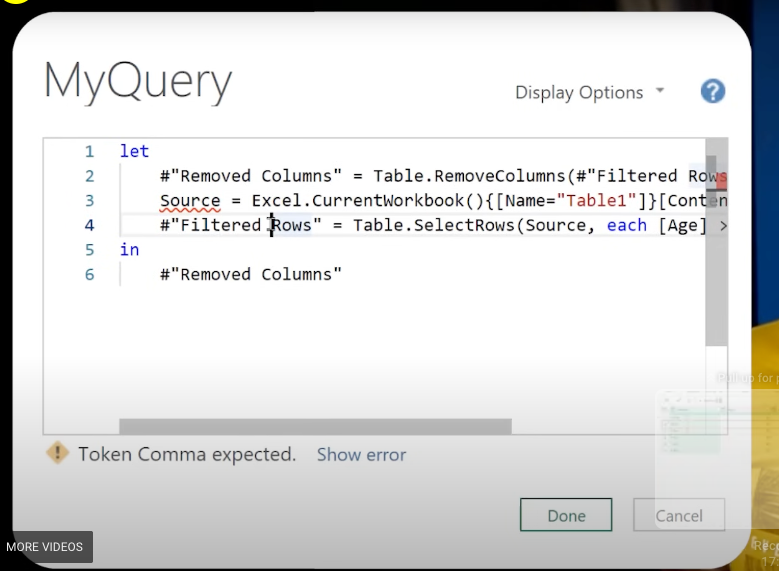 MyQuery
Display Options
?
1 let
2 #"Removed Columns" = Table.RemoveColumns(#"Filtered Rows
3 Source = Excel.CurrentWorkbook(){[Name="Table1"]}[Conten
4 #"Filtered Rows" = Table.SelectRows(Source, each [Age] >
5 in
6 #"Removed Columns"
Token Comma expected. Show error
Done
Cancel
MORE VIDEOS